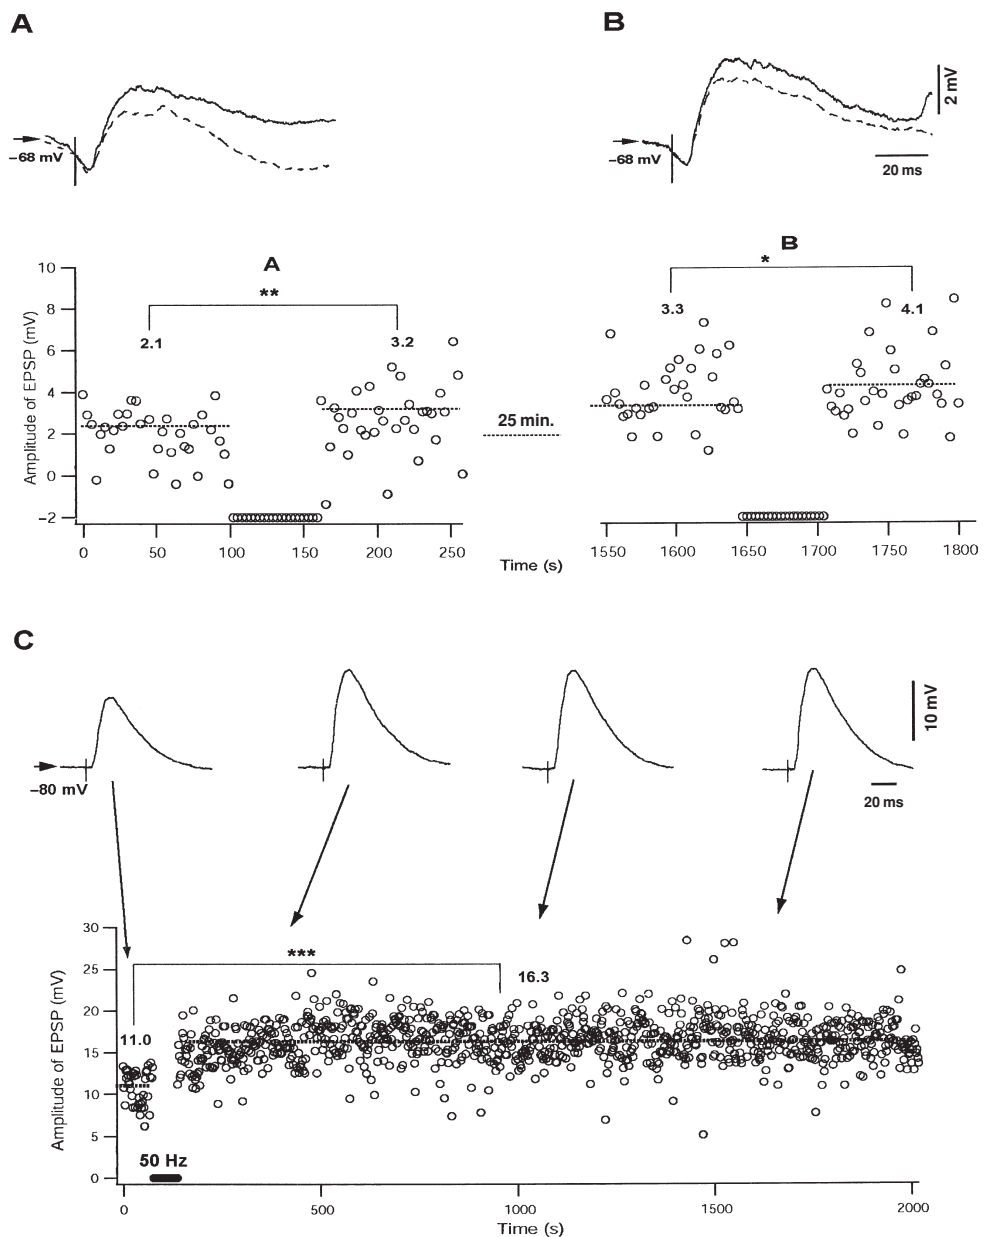 A
B
–68 mV
–68 mV
2 mV
20 ms
A
**
2.1
3.2
B
*
3.3
4.1
Amplitude of EPSP (mV)
10
8
6
4
2
0
–2
25 min.
0 50 100 150 200 250
1550 1600 1650 1700 1750 1800
Time (s)
C
–80 mV
10 mV
20 ms
***
11.0
16.3
Amplitude of EPSP (mV)
30
25
20
15
10
5
0
50 Hz
0 500 1000 1500 2000
Time (s)